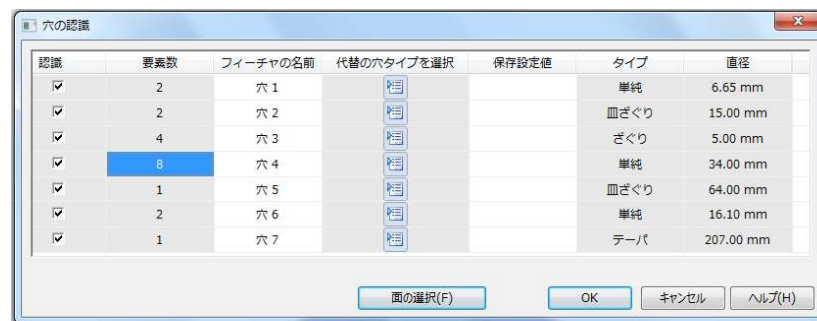 穴の認識
認識 要素数 フィーチャの名前 代替の穴タイプを選択 保存設定値 タイプ 直径
2 穴 1 単純 6.65 mm
2 穴 2 皿ざぐり 15.00 mm
4 穴 3 ざぐり 5.00 mm
8 穴 4 単純 34.00 mm
1 穴 5 皿ざぐり 64.00 mm
2 穴 6 単純 16.10 mm
1 穴 7 テーパ 207.00 mm
面の選択(F) OK キャンセル ヘルプ(H)